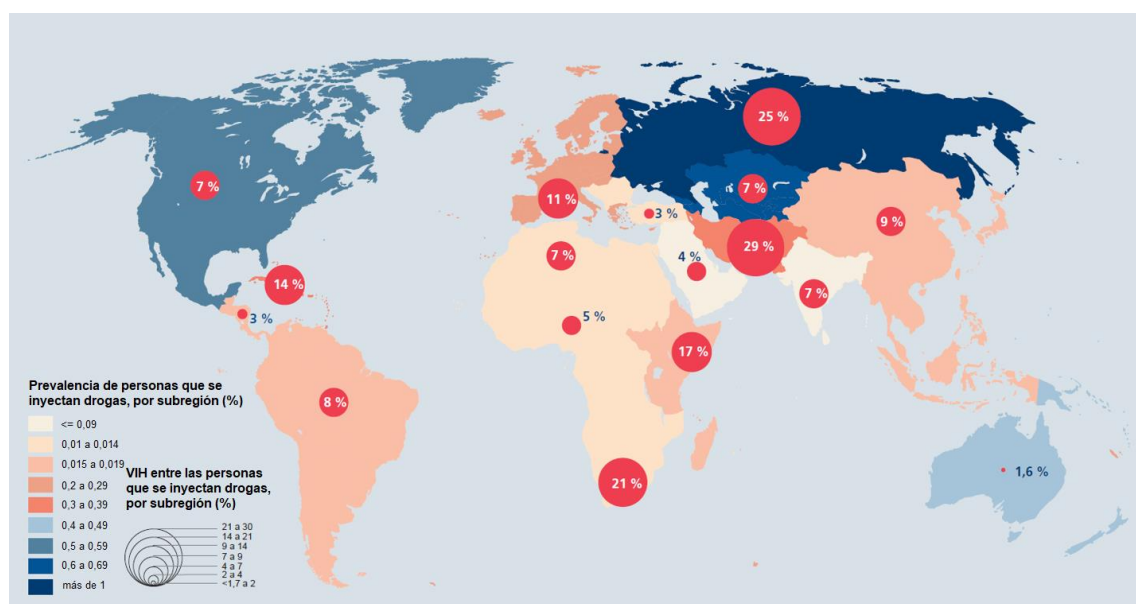 25 %
7 %
7 %
11 %
3 %
9 %
29 %
7 %
4 %
14 %
7 %
3 %
5 %
17 %
8 %
21 %
1,6 %
Prevalencia de personas que se
inyectan drogas, por subregión (%)
<= 0,09
0,01 a 0,014
0,015 a 0,019
0,2 a 0,29
0,3 a 0,39
0,4 a 0,49
0,5 a 0,59
0,6 a 0,69
más de 1
VIH entre las personas
que se inyectan drogas,
por subregión (%)
21 a 30
14 a 21
9 a 14
7 a 9
4 a 7
2 a 4
<1,7 a 2